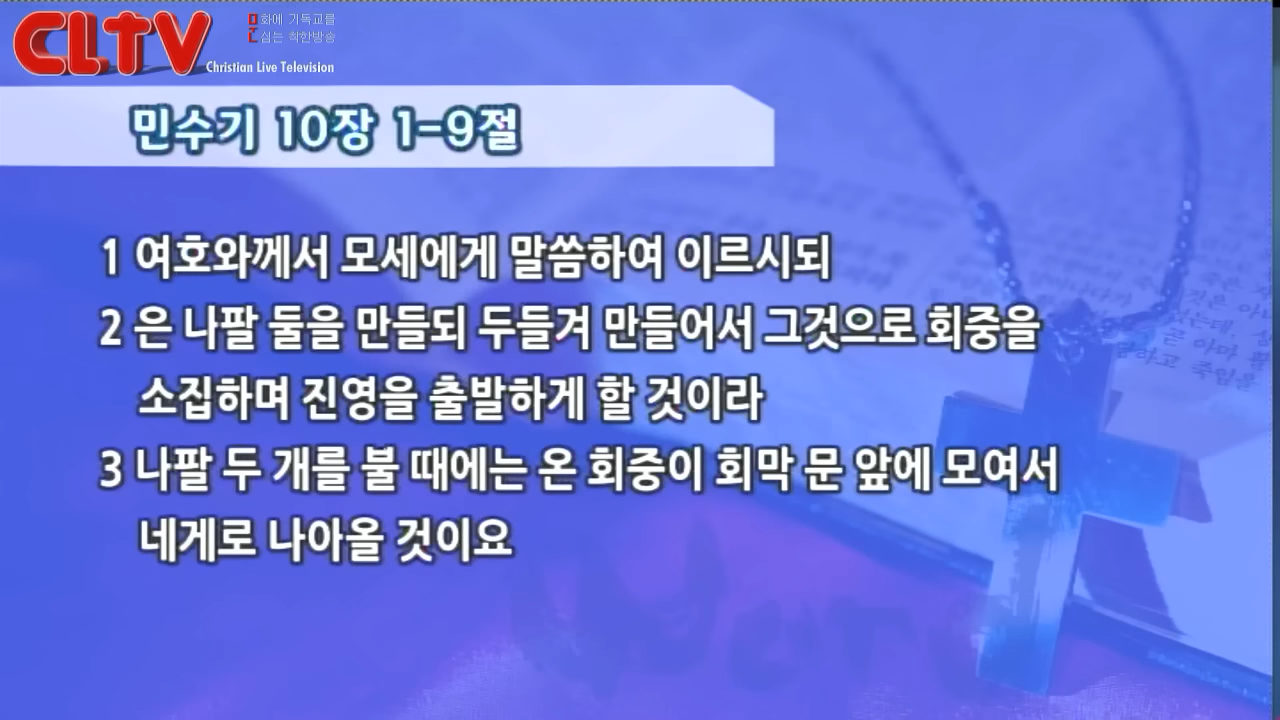 CLTV
문화에 기독교를
심는 착한방송
Christian Live Television
민수기 10장 1-9절
1 여호와께서 모세에게 말씀하여 이르시되
2 은 나팔 둘을 만들되 두들겨 만들어서 그것으로 회중을
소집하며 진영을 출발하게 할 것이라
3 나팔 두 개를 불 때에는 온 회중이 회막 문 앞에 모여서
네게로 나아올 것이요